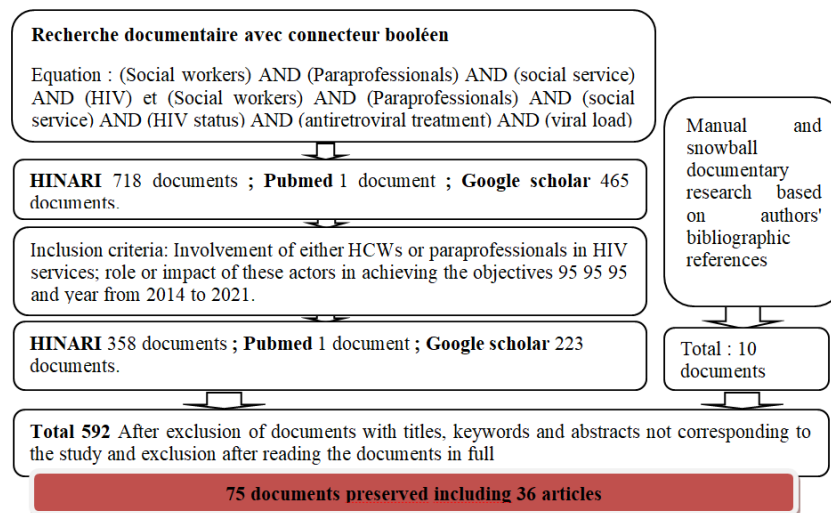 Recherche documentaire avec connecteur booléen
Equation : (Social workers) AND (Paraprofessionals) AND (social service)
AND (HIV) et (Social workers) AND (Paraprofessionals) AND (social
service) AND (HIV status) AND (antiretroviral treatment) AND (viral load)
Manual and
snowball
documentary
research based
on authors'
bibliographic
references
HINARI 718 documents ; Pubmed 1 document ; Google scholar 465
documents.
Inclusion criteria: Involvement of either HCWs or paraprofessionals in HIV
services; role or impact of these actors in achieving the objectives 95 95 95
and year from 2014 to 2021.
HINARI 358 documents ; Pubmed 1 document ; Google scholar 223
documents.
Total : 10
documents
Total 592 After exclusion of documents with titles, keywords and abstracts not corresponding to
the study and exclusion after reading the documents in full
75 documents preserved including 36 articles